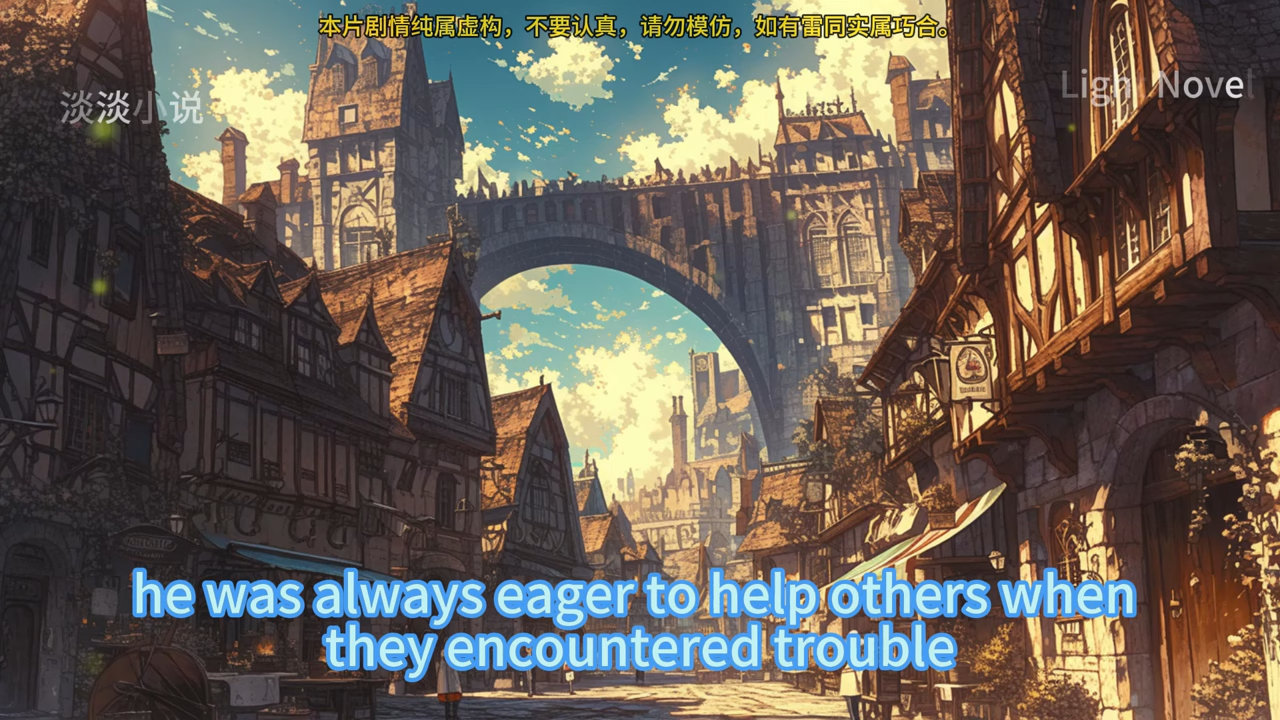 本片剧情纯属虚构，不要认真，请勿模仿，如有雷同实属巧合。
淡淡小说
Light Novel
he was always eager to help others when
they encountered trouble